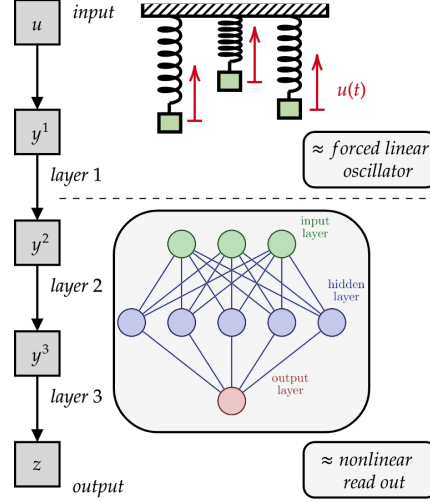 u
input
u(t)
y¹
≈ forced linear
oscillator
layer 1
y²
input
layer
layer 2
hidden
layer
y³
output
layer
layer 3
z
≈ nonlinear
read out
output